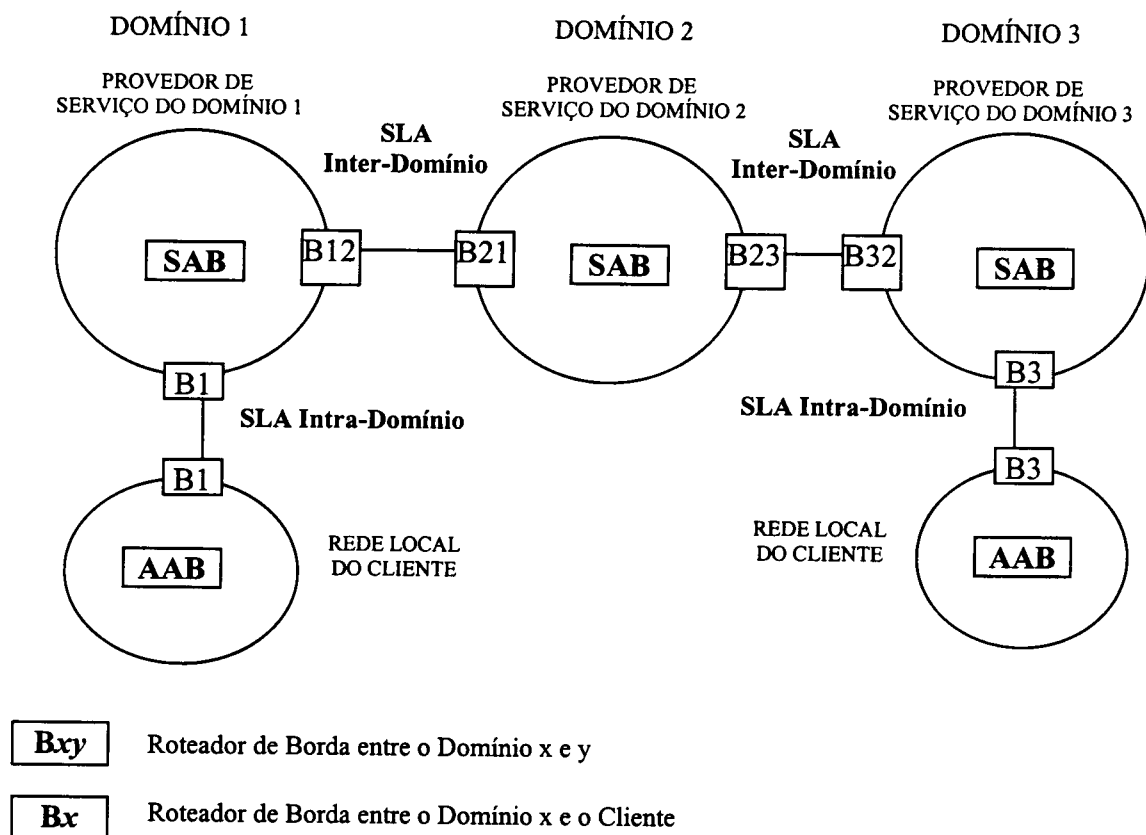 DOMÍNIO 1
DOMÍNIO 2
DOMÍNIO 3
PROVEDOR DE
SERVIÇO DO DOMÍNIO 1
PROVEDOR DE
SERVIÇO DO DOMÍNIO 2
PROVEDOR DE
SERVIÇO DO DOMÍNIO 3
SLA
Inter-Domínio
SLA
Inter-Domínio
SAB
B12
B21
SAB
B23
B32
SAB
B1
B3
SLA Intra-Domínio
SLA Intra-Domínio
B1
B3
AAB
REDE LOCAL
DO CLIENTE
REDE LOCAL
DO CLIENTE
AAB
Bxy
Roteador de Borda entre o Domínio x e y
Bx
Roteador de Borda entre o Domínio x e o Cliente